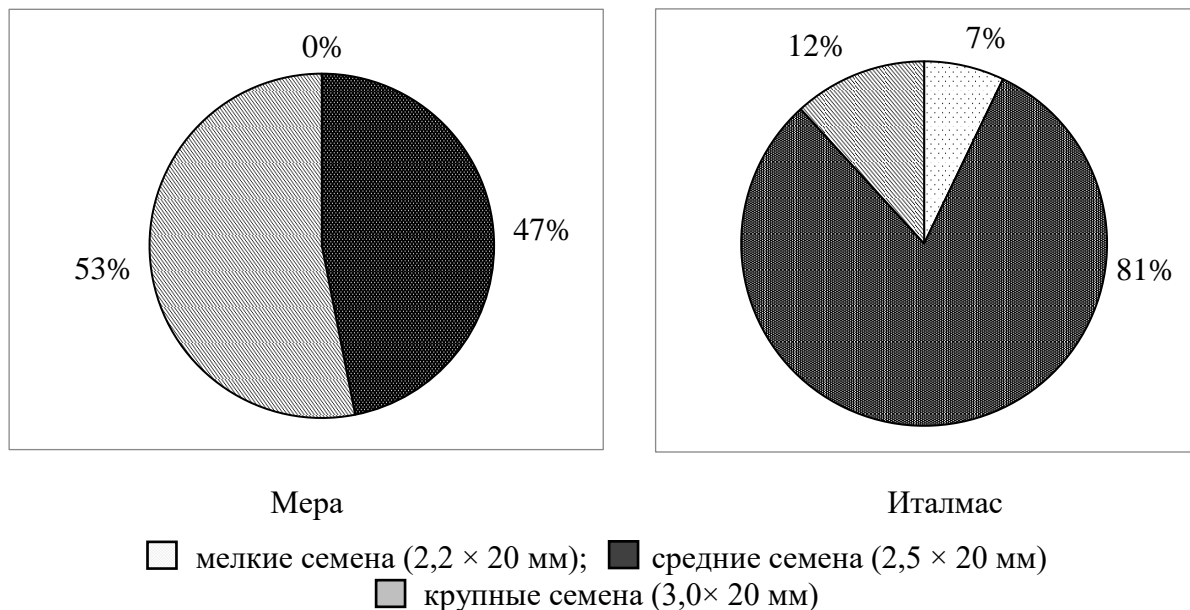 0%
47%
53%
12%
7%
81%
Мера
Италмас
мелкие семена (2,2 × 20 мм); средние семена (2,5 × 20 мм)
крупные семена (3,0× 20 мм)